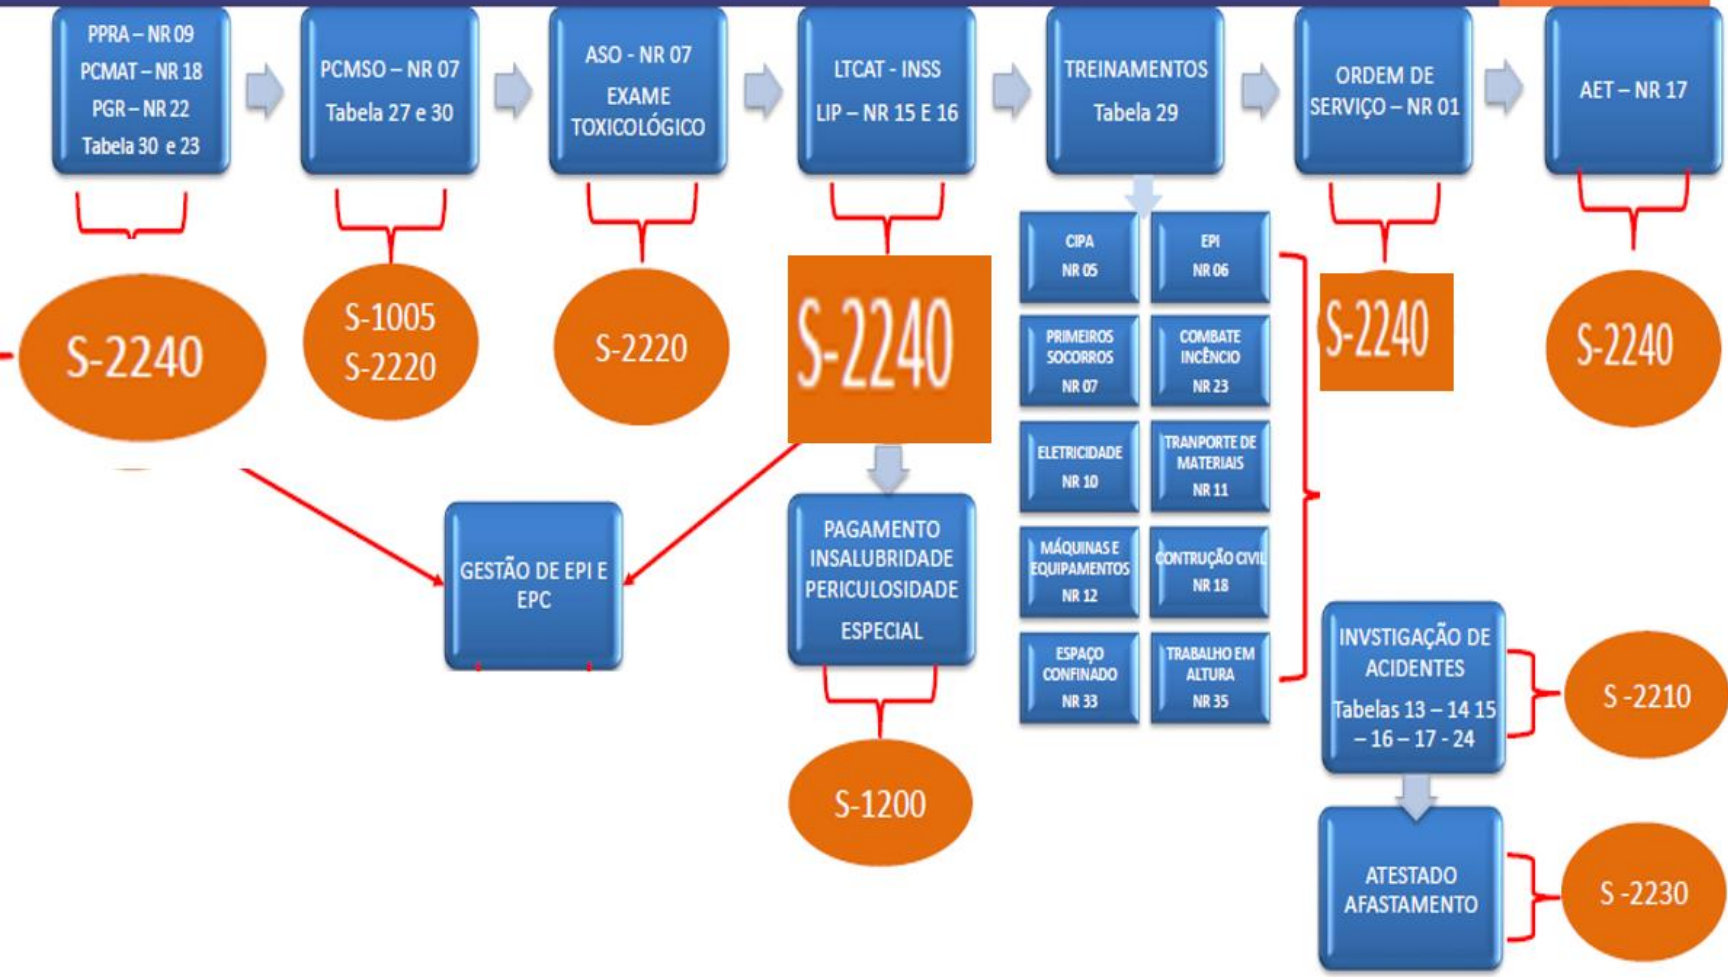 PPRA – NR 09
PCMAT – NR 18
PGR – NR 22
Tabela 30 e 23
PCMSO – NR 07
Tabela 27 e 30
ASO - NR 07
EXAME
TOXICOLÓGICO
LTCAT - INSS
LIP – NR 15 E 16
TREINAMENTOS
Tabela 29
ORDEM DE
SERVIÇO – NR 01
AET – NR 17
S-2240
S-1005
S-2220
S-2220
S-2240
CIPA
NR 05
EPI
NR 06
PRIMEIROS
SOCORROS
NR 07
COMBATE
INCÊNCIO
NR 23
ELETRICIDADE
NR 10
TRANPORTE DE
MATERIAIS
NR 11
MÁQUINAS E
EQUIPAMENTOS
NR 12
CONTRUÇÃO CIVIL
NR 18
ESPAÇO
CONFINADO
NR 33
TRABALHO EM
ALTURA
NR 35
S-2240
S-2240
GESTÃO DE EPI E
EPC
PAGAMENTO
INSALUBRIDADE
PERICULOSIDADE
ESPECIAL
S-1200
INVSTIGAÇÃO DE
ACIDENTES
Tabelas 13 – 14 15
– 16 – 17 - 24
S -2210
ATESTADO
AFASTAMENTO
S -2230